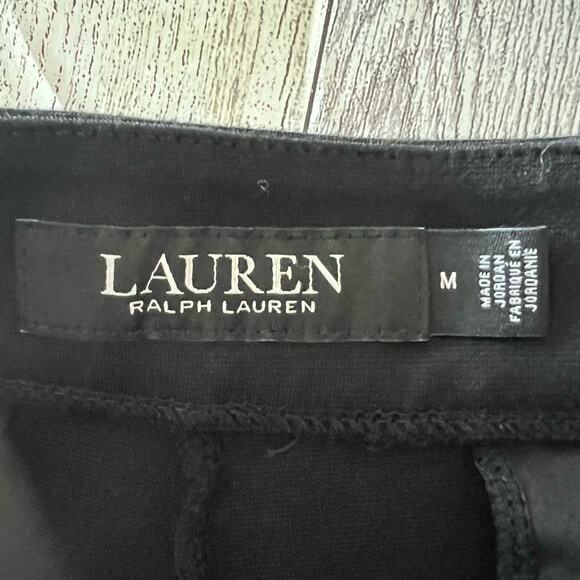 LAUREN
RALPH LAUREN
M
MADE IN
JORDAN
FABRIQUÉ EN
JORDANIE